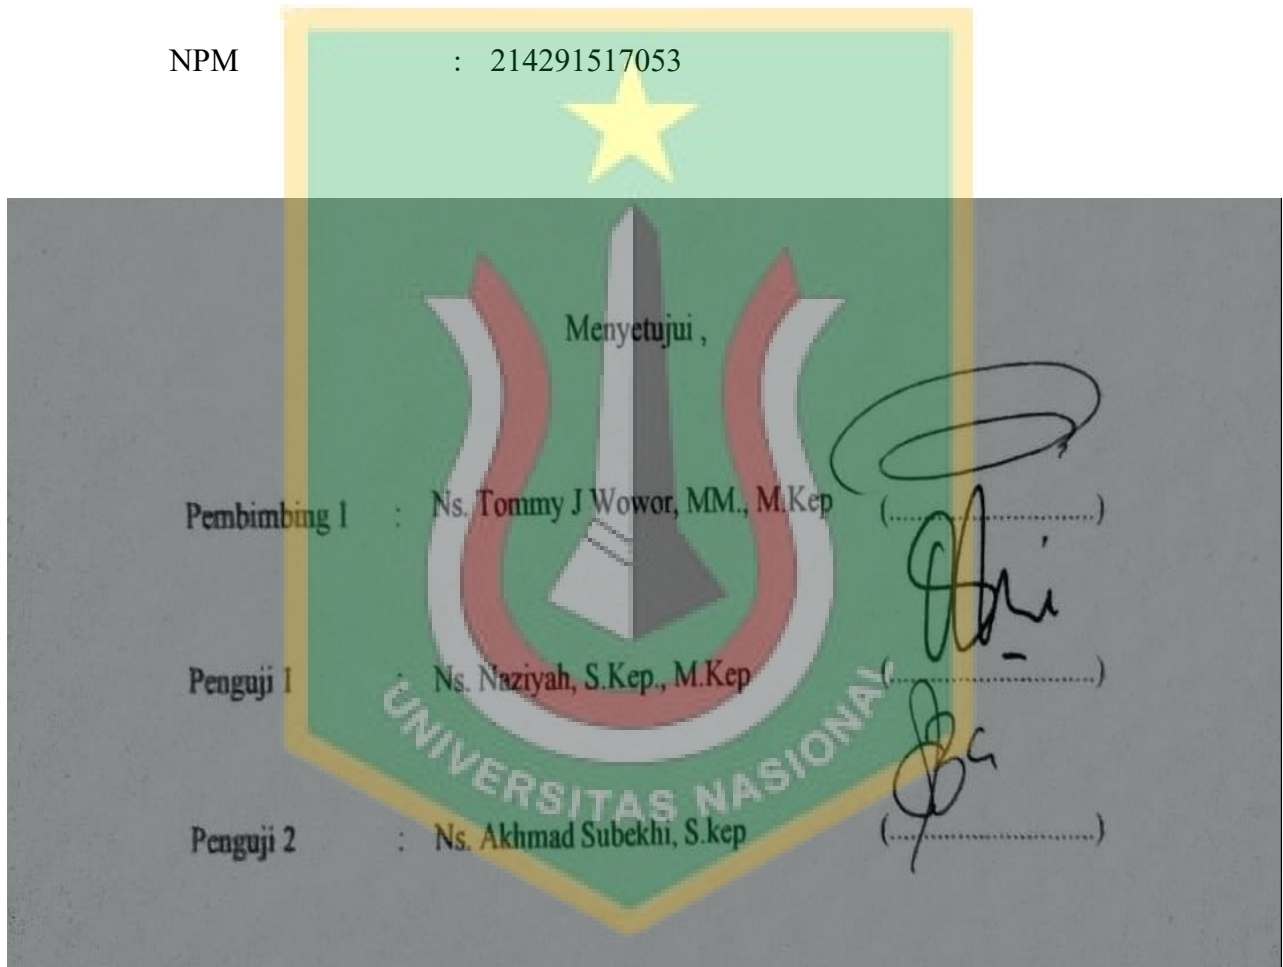 NPM : 214291517053
Menyetujui ,
Pembimbing 1 : Ns. Tommy J Wowor, MM., M.Kep (..............................)
Penguji 1 : Ns. Naziyah, S.Kep., M.Kep (..............................)
Penguji 2 : Ns. Akhmad Subekhi, S.kep (..............................)
UNIVERSITAS NASIONAL